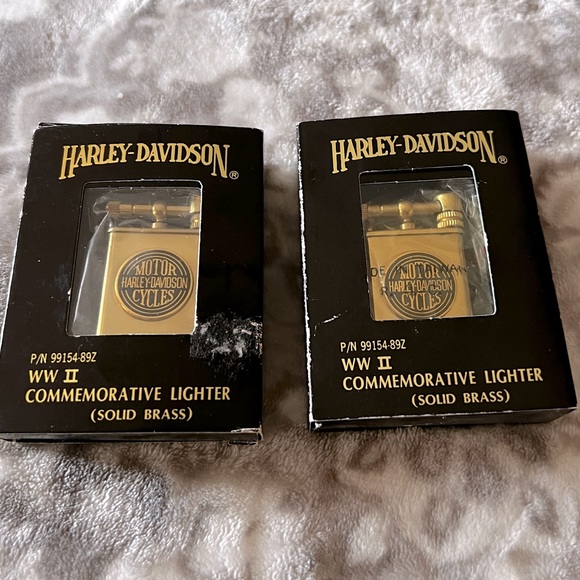 HARLEY-DAVIDSON®
MOTOR
HARLEY-DAVIDSON
CYCLES
P/N 99154-89Z
WW II
COMMEMORATIVE LIGHTER
(SOLID BRASS)
HARLEY-DAVIDSON®
MOTOR
HARLEY-DAVIDSON
CYCLES
P/N 99154-89Z
WW II
COMMEMORATIVE LIGHTER
(SOLID BRASS)